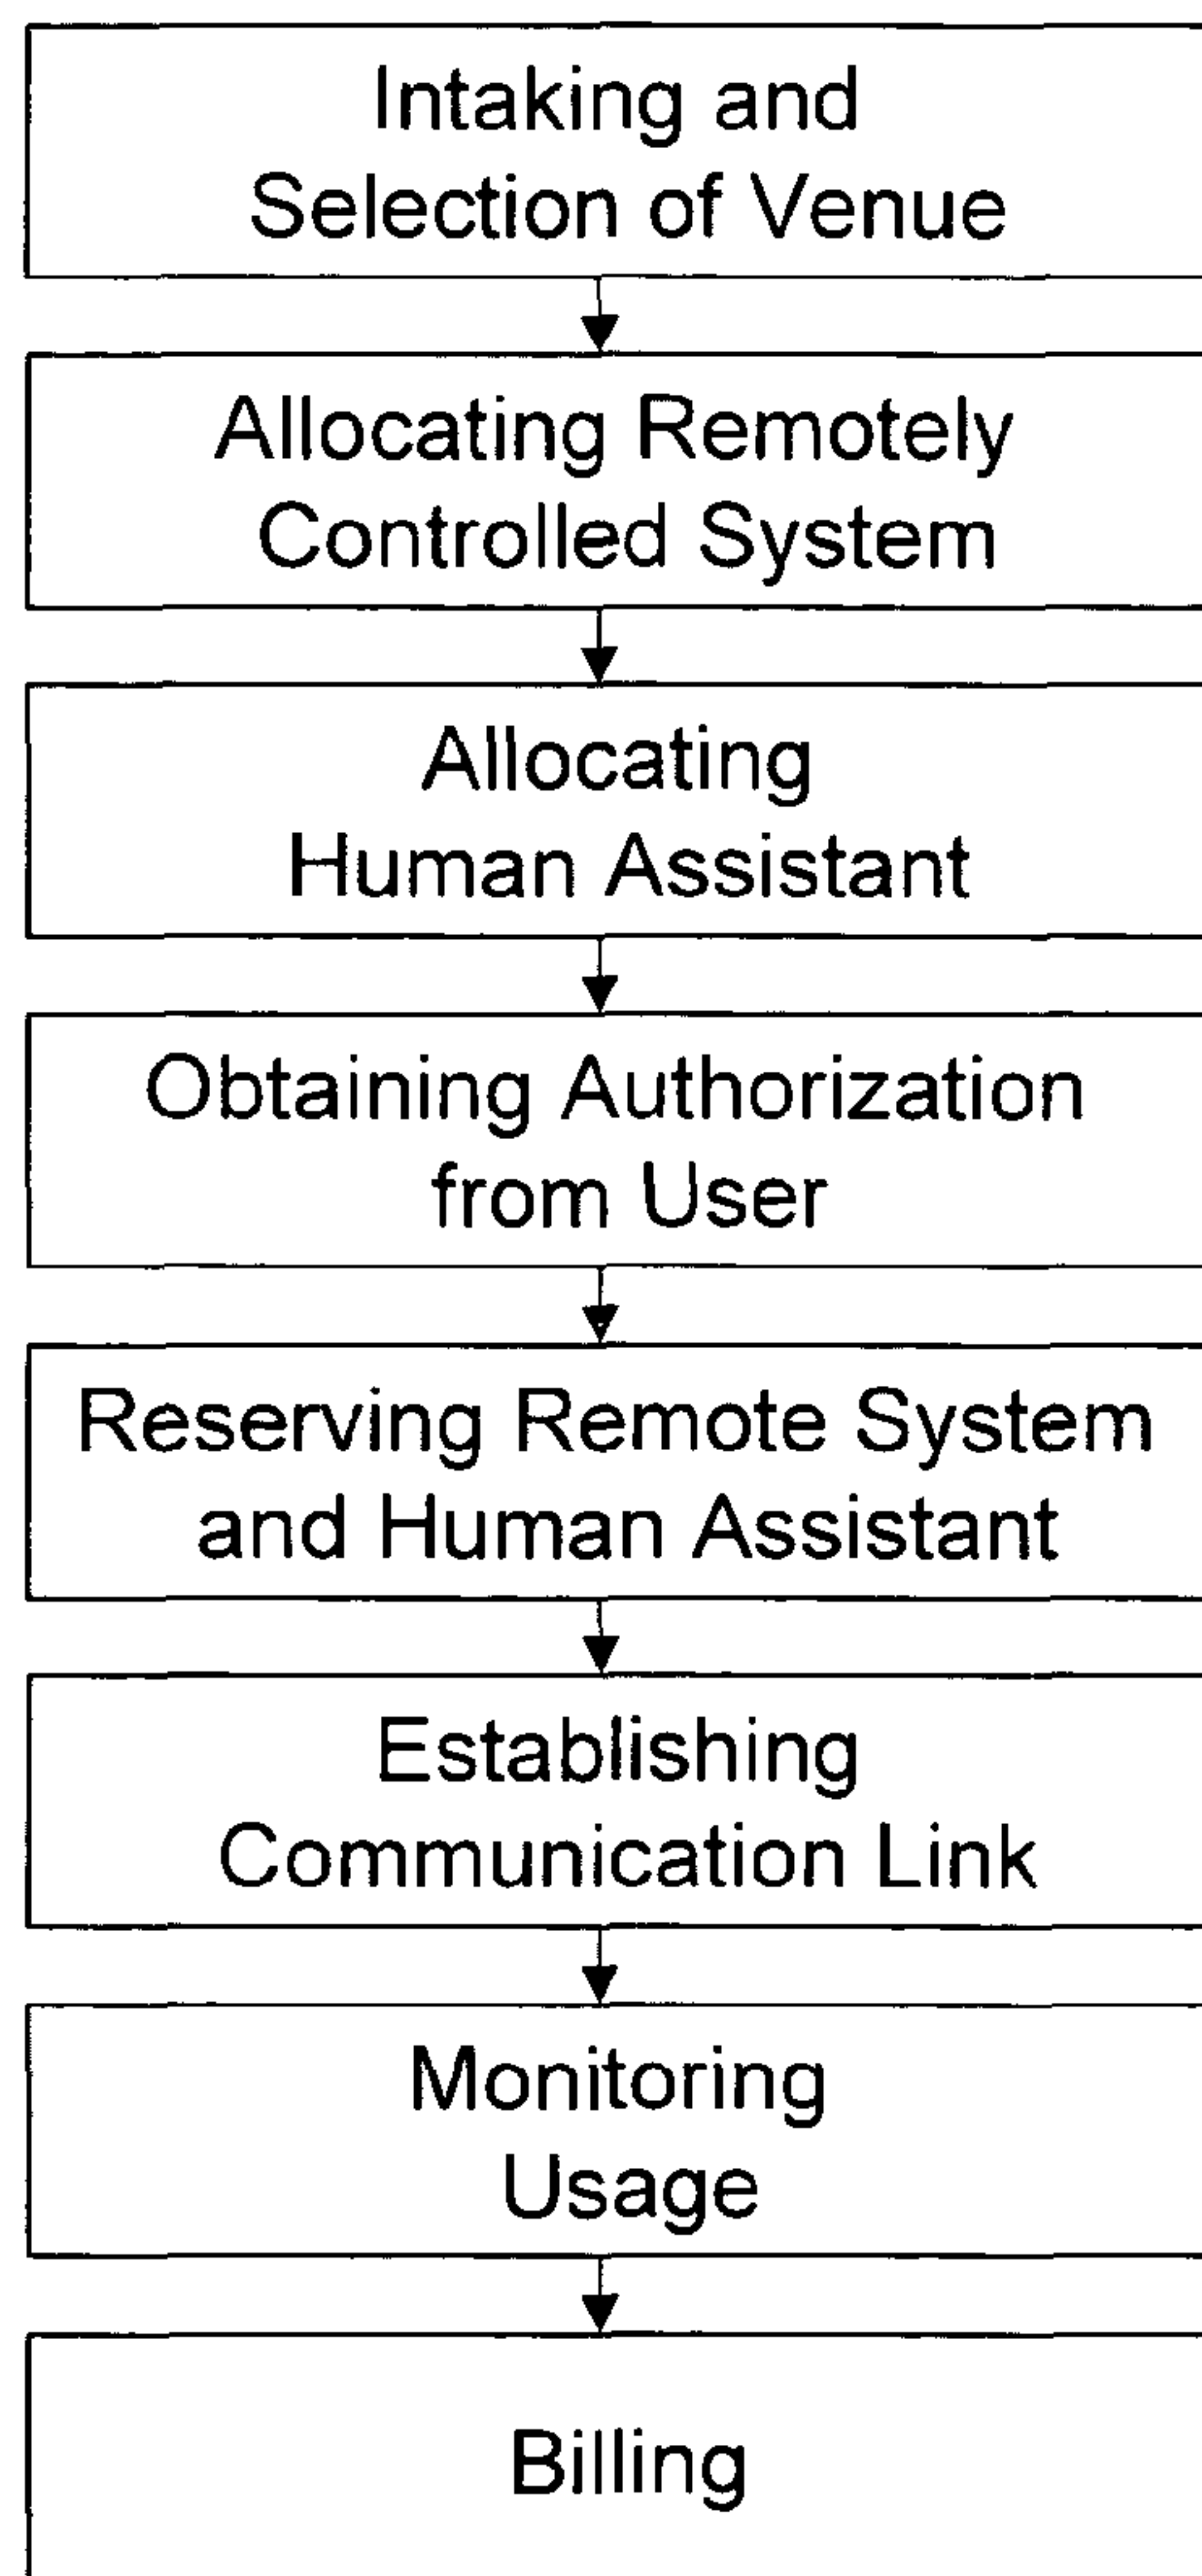 Intaking and
Selection of Venue
Allocating Remotely
Controlled System
Allocating
Human Assistant
Obtaining Authorization
from User
Reserving Remote System
and Human Assistant
Establishing
Communication Link
Monitoring
Usage
Billing